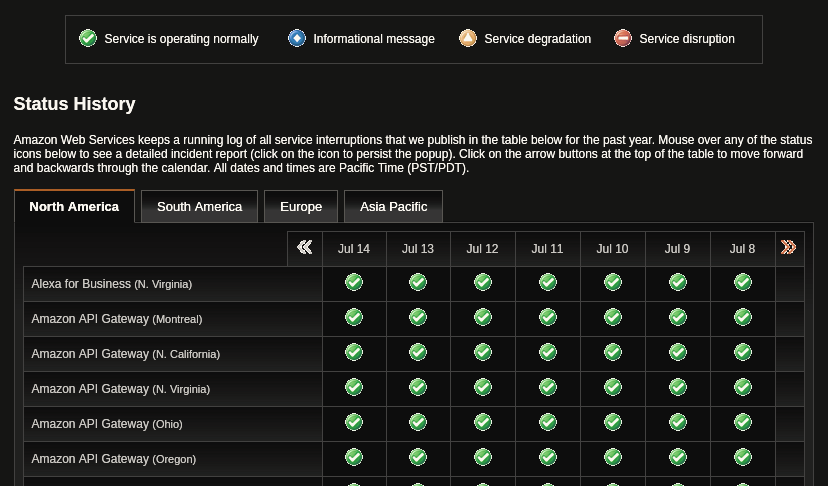 Service is operating normally Informational message Service degradation Service disruption
Status History
Amazon Web Services keeps a running log of all service interruptions that we publish in the table below for the past year. Mouse over any of the status
icons below to see a detailed incident report (click on the icon to persist the popup). Click on the arrow buttons at the top of the table to move forward
and backwards through the calendar. All dates and times are Pacific Time (PST/PDT).
North America South America Europe Asia Pacific
Jul 14 Jul 13 Jul 12 Jul 11 Jul 10 Jul 9 Jul 8
Alexa for Business (N. Virginia)
Amazon API Gateway (Montreal)
Amazon API Gateway (N. California)
Amazon API Gateway (N. Virginia)
Amazon API Gateway (Ohio)
Amazon API Gateway (Oregon)